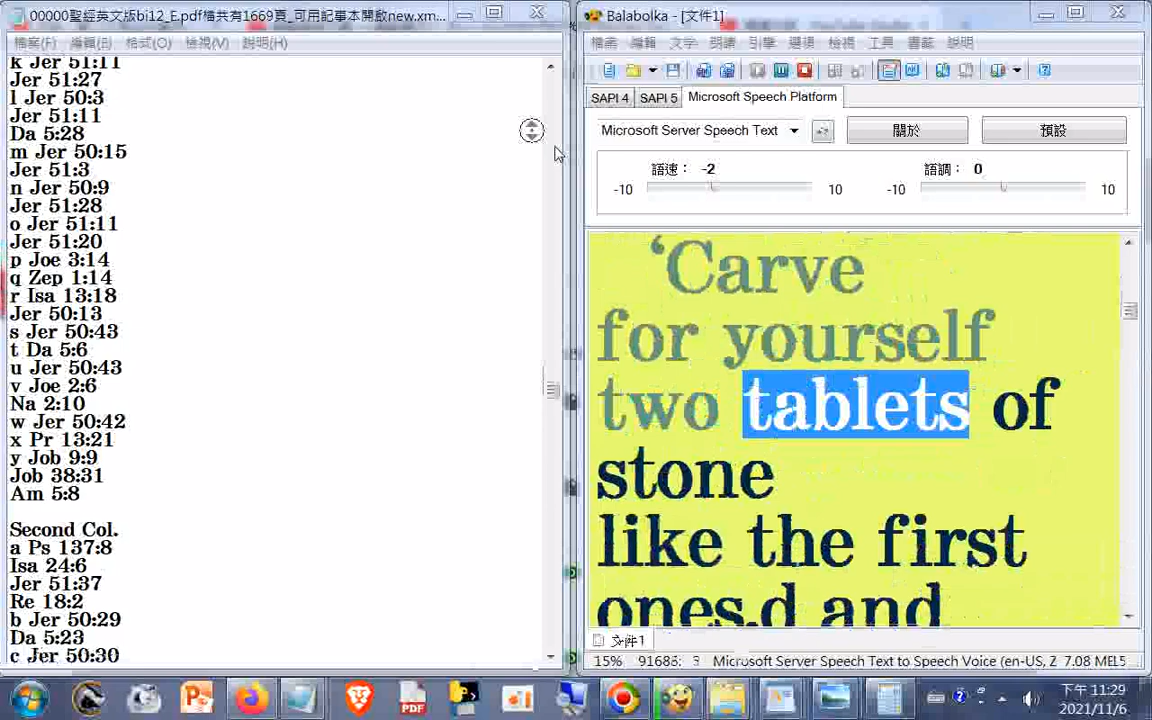 00000聖經英文版bi12_E.pdf檔共有1669頁_可用記事本開啟new.xm...
檔案(F) 編輯(E) 格式(O) 檢視(V) 說明(H)
k Jer 51:11
Jer 51:27
l Jer 50:3
Jer 51:11
Da 5:28
m Jer 50:15
Jer 51:3
n Jer 50:9
Jer 51:28
o Jer 51:11
Jer 51:20
p Joe 3:14
q Zep 1:14
r Isa 13:18
Jer 50:13
s Jer 50:43
t Da 5:6
u Jer 50:43
v Joe 2:6
Na 2:10
w Jer 50:42
x Pr 13:21
y Job 9:9
Job 38:31
Am 5:8
Second Col.
a Ps 137:8
Isa 24:6
Jer 51:37
Re 18:2
b Jer 50:29
Da 5:23
c Jer 50:30
Balabolka - [文件1]
檔案 編輯 文字 朗讀 引擎 選項 檢視 工具 書籤 說明
SAPI 4 SAPI 5 Microsoft Speech Platform
Microsoft Server Speech Text 關於 預設
語速： -2 語調： 0
-10 10 -10 10
‘Carve
for yourself
two tablets of
stone
like the first
ones,d and
文件1
15% 91683: 3 Microsoft Server Speech Text to Speech Voice (en-US, Z 7.08 МБ
下午 11:29
2021/11/6